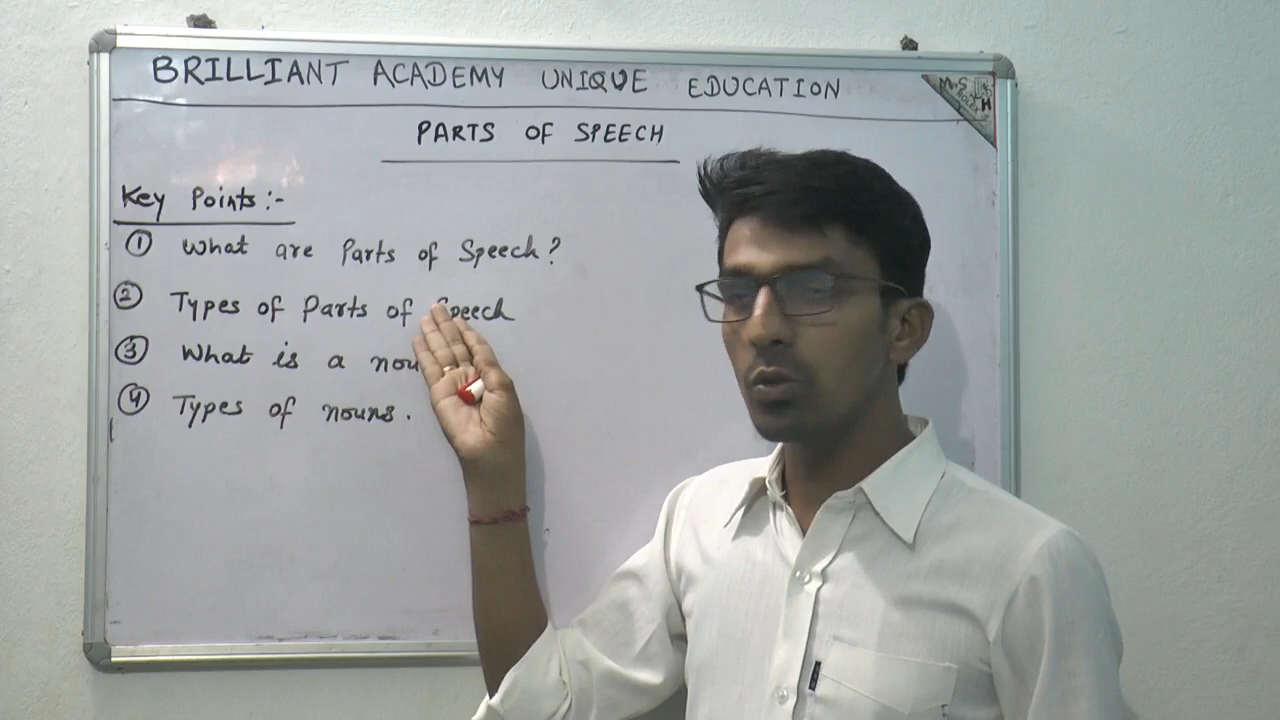 BRILLIANT ACADEMY UNIQUE EDUCATION
PARTS OF SPEECH
Key Points:-
① What are Parts of Speech?
② Types of Parts of Speech
③ What is a nou
④ Types of nouns.